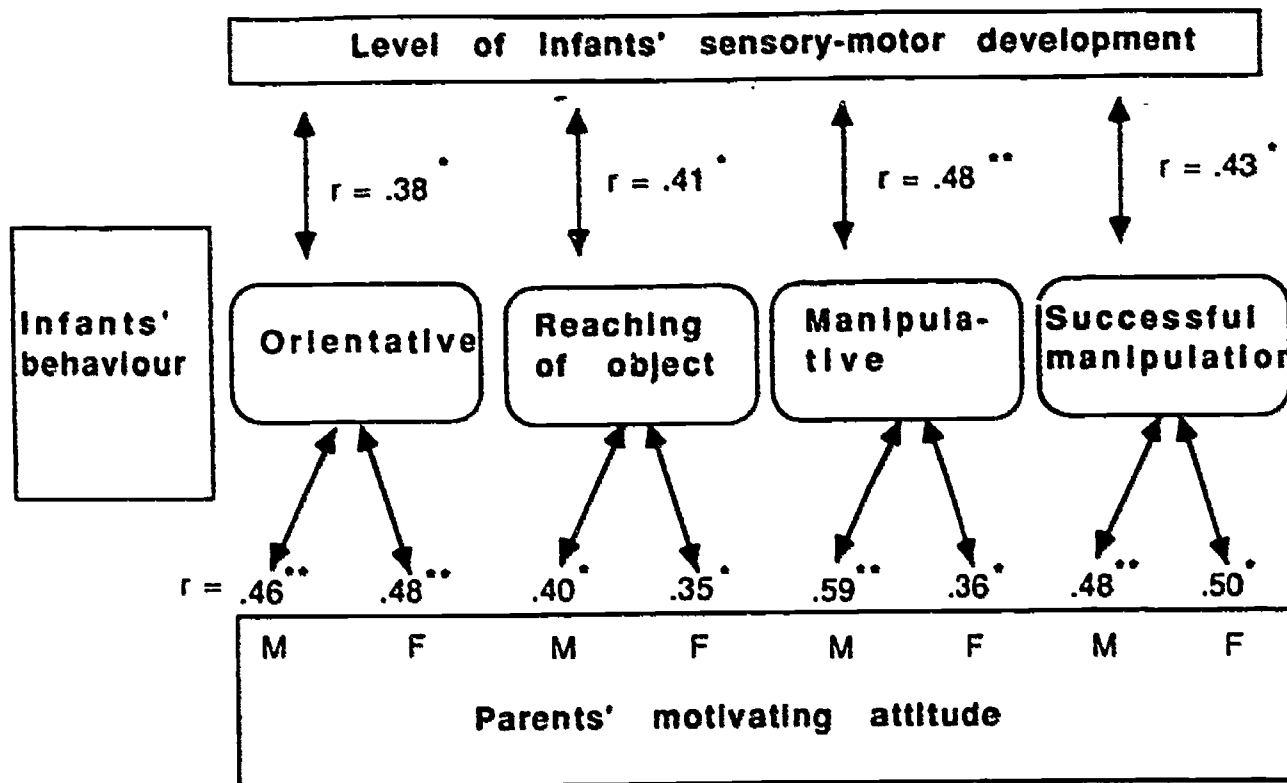 Level of Infants' sensory-motor development
r = .38 *
r = .41 *
r = .48 **
r = .43 *
Infants'
behaviour
Orientative
Reaching
of object
Manipula-
tive
Successful
manipulation
r = .46** .48** .40* .35* .59** .36* .48** .50*
M F M F M F M F
Parents' motivating attitude